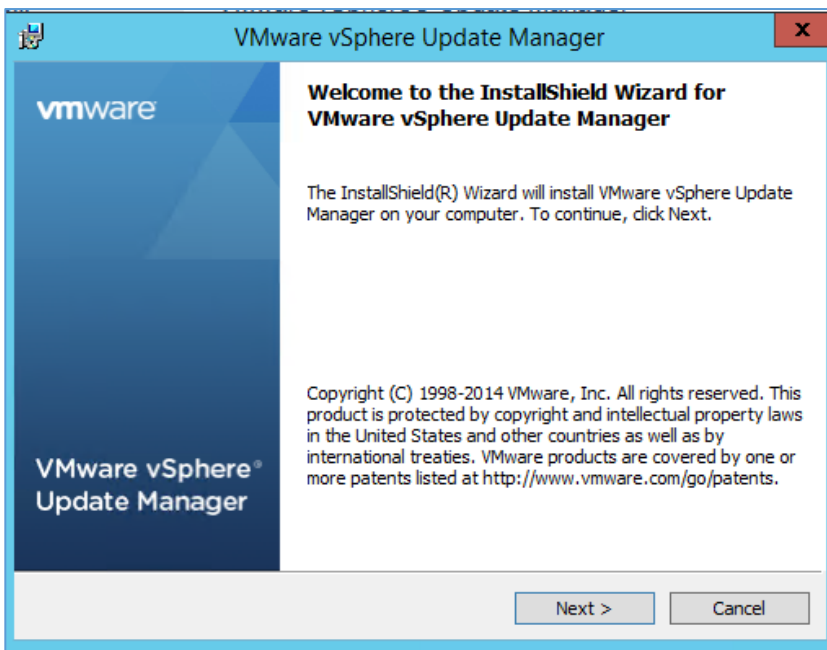 VMware vSphere Update Manager
x
vmware
Welcome to the InstallShield Wizard for
VMware vSphere Update Manager
The InstallShield(R) Wizard will install VMware vSphere Update
Manager on your computer. To continue, click Next.
Copyright (C) 1998-2014 VMware, Inc. All rights reserved. This
product is protected by copyright and intellectual property laws
in the United States and other countries as well as by
international treaties. VMware products are covered by one or
more patents listed at http://www.vmware.com/go/patents.
VMware vSphere®
Update Manager
Next >
Cancel